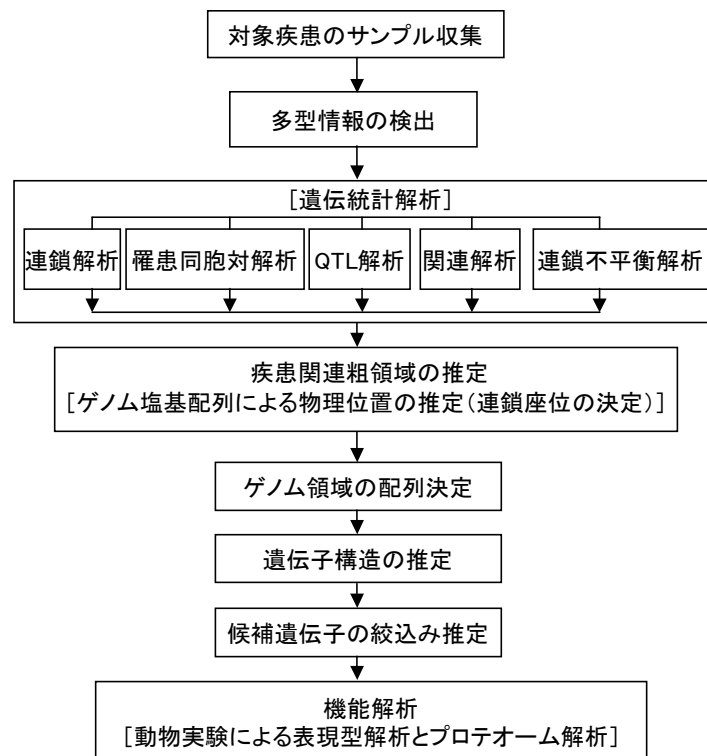 対象疾患のサンプル収集
多型情報の検出
[遺伝統計解析]
連鎖解析
罹患同胞対解析
QTL解析
関連解析
連鎖不平衡解析
疾患関連粗領域の推定
[ゲノム塩基配列による物理位置の推定(連鎖座位の決定)]
ゲノム領域の配列決定
遺伝子構造の推定
候補遺伝子の絞込み推定
機能解析
[動物実験による表現型解析とプロテオーム解析]